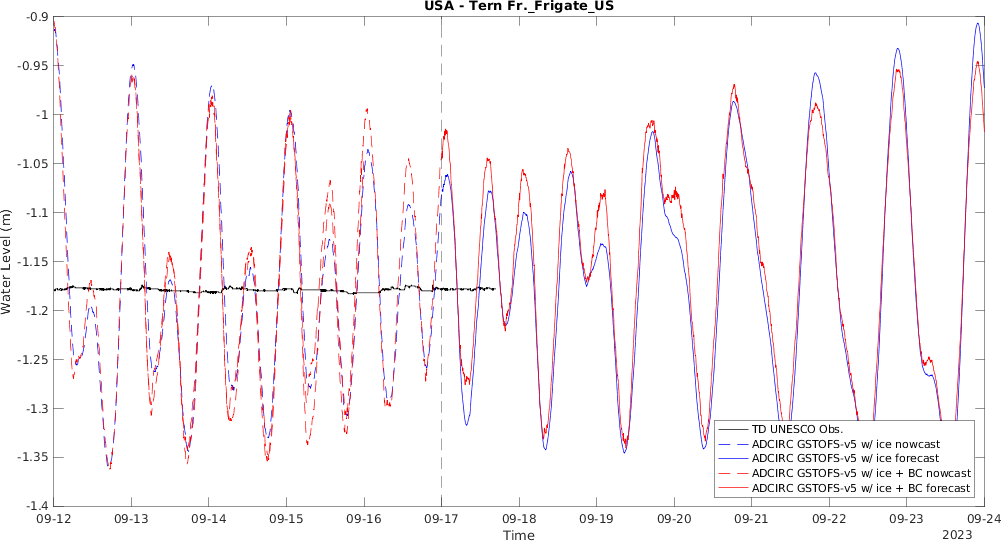 USA - Tern Fr._Frigate_US
-0.9
-0.95
-1
-1.05
-1.1
-1.15
-1.2
-1.25
-1.3
-1.35
-1.4
Water Level (m)
TD UNESCO Obs.
ADCIRC GSTOFS-v5 w/ ice nowcast
ADCIRC GSTOFS-v5 w/ ice forecast
ADCIRC GSTOFS-v5 w/ ice + BC nowcast
ADCIRC GSTOFS-v5 w/ ice + BC forecast
09-12 09-13 09-14 09-15 09-16 09-17 09-18 09-19 09-20 09-21 09-22 09-23 09-24
Time
2023